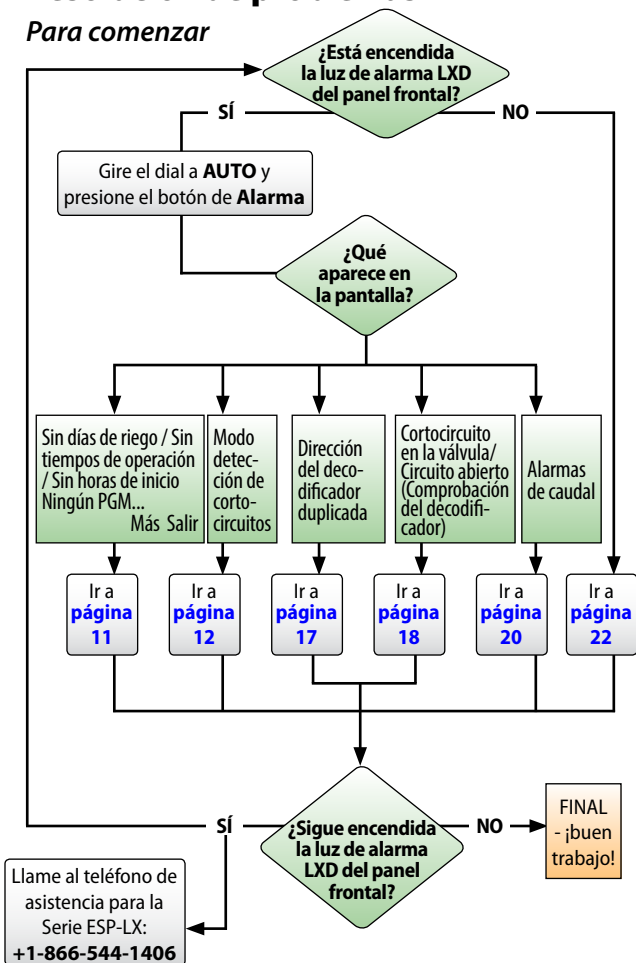 Para comenzar
¿Está encendida
la luz de alarma LXD
del panel frontal?
SÍ
NO
Gire el dial a AUTO y
presione el botón de Alarma
¿Qué
aparece en
la pantalla?
Sin días de riego / Sin
tiempos de operación
/ Sin horas de inicio
Ningún PGM...
Más Salir
Modo
detec-
ción de
corto-
circuitos
Dirección
del deco-
dificador
duplicada
Cortocircuito
en la válvula/
Circuito abierto
(Comprobación
del decodifi-
cador)
Alarmas
de caudal
Ir a
página
11
Ir a
página
12
Ir a
página
17
Ir a
página
18
Ir a
página
20
Ir a
página
22
¿Sigue encendida
la luz de alarma
LXD del panel
frontal?
SÍ
NO
FINAL
- ¡buen
trabajo!
Llame al teléfono de
asistencia para la
Serie ESP-LX:
+1-866-544-1406